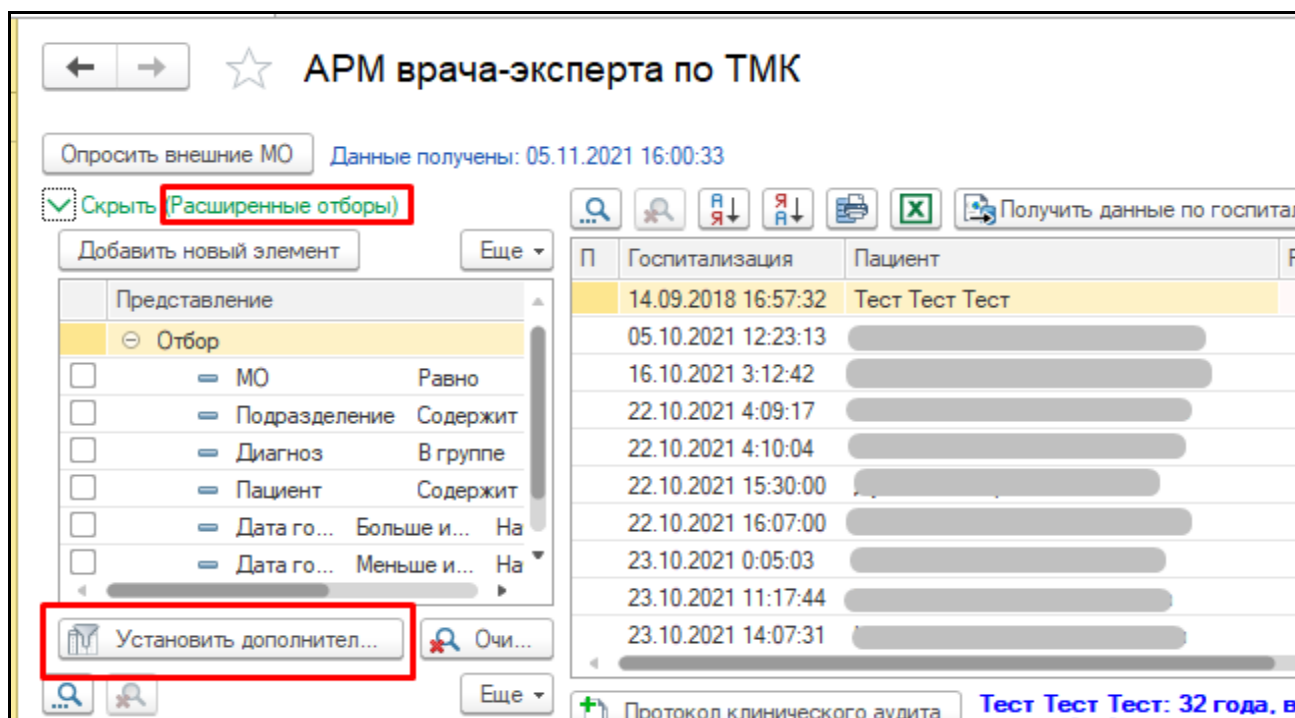 АРМ врача-эксперта по ТМК
Опросить внешние МО Данные получены: 05.11.2021 16:00:33
Скрыть (Расширенные отборы)
Получить данные по госпитал
Добавить новый элемент Еще
П Госпитализация Пациент
Представление
14.09.2018 16:57:32 Тест Тест Тест
Отбор
05.10.2021 12:23:13
МО Равно
16.10.2021 3:12:42
Подразделение Содержит
22.10.2021 4:09:17
Диагноз В группе
22.10.2021 4:10:04
Пациент Содержит
22.10.2021 15:30:00
Дата го... Больше и... На
22.10.2021 16:07:00
Дата го... Меньше и... На
23.10.2021 0:05:03
23.10.2021 11:17:44
Установить дополнител... Очи...
23.10.2021 14:07:31
Еще
Протокол клинического аудита
Тест Тест Тест: 32 года, в